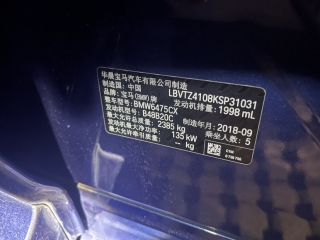 华晨宝马汽车有限公司制造
制造国: 中国 LBVTZ4108KSP31031
品牌: 宝马(BMW)牌 发动机排量: 1998 mL
整车型号: BMW6475CX
发动机型号: B48B20C 制造年月: 2018-09
最大允许总质量: 2385 kg 乘坐人数: 5
发动机最大净功率: 135 kW